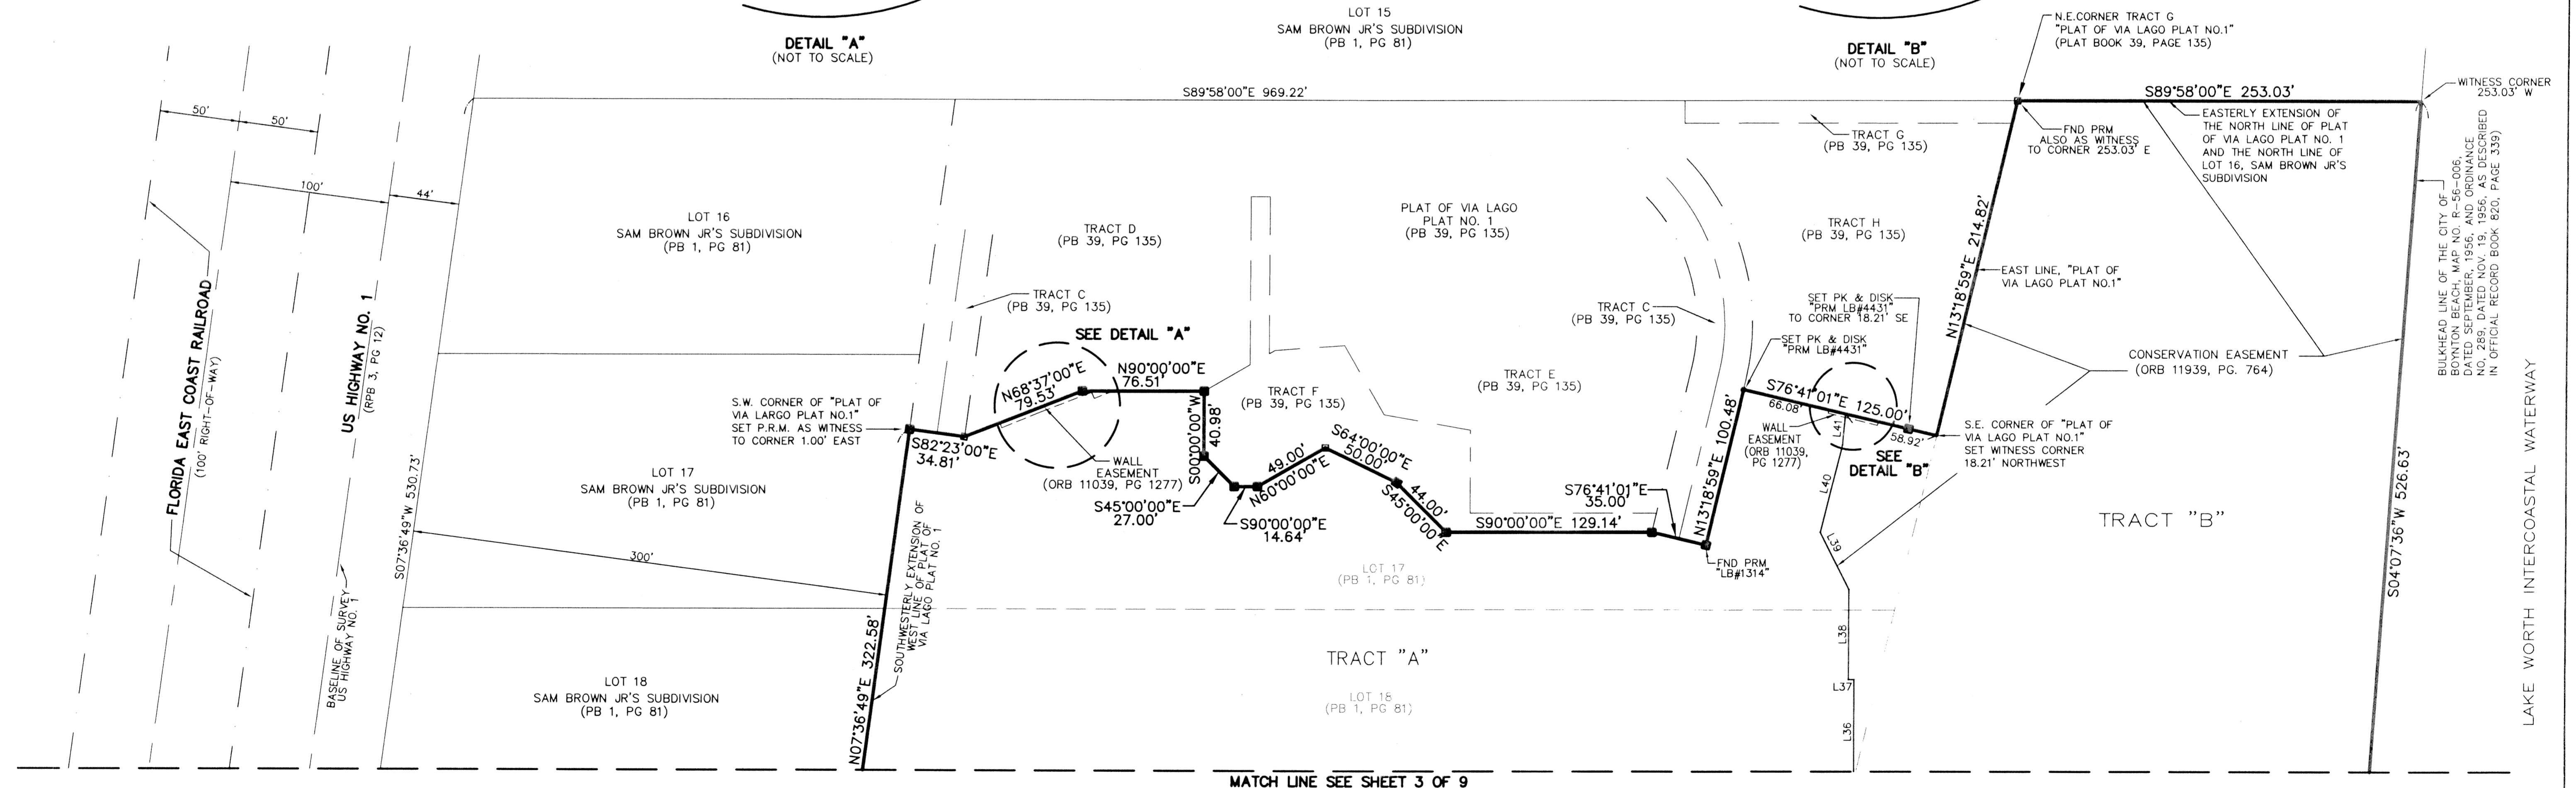 LOT 15
SAM BROWN JR'S SUBDIVISION
(PB 1, PG 81)
DETAIL "A"
(NOT TO SCALE)
DETAIL "B"
(NOT TO SCALE)
N.E.CORNER TRACT G
"PLAT OF VIA LAGO PLAT NO.1"
(PLAT BOOK 39, PAGE 135)
WITNESS CORNER
253.03' W
S89°58'00"E 969.22'
S89°58'00"E 253.03'
EASTERLY EXTENSION OF
THE NORTH LINE OF PLAT
OF VIA LAGO PLAT NO. 1
AND THE NORTH LINE OF
LOT 16, SAM BROWN JR'S
SUBDIVISION
FND PRM
ALSO AS WITNESS
TO CORNER 253.03' E
TRACT G
(PB 39, PG 135)
50'
50'
100'
44'
FLORIDA EAST COAST RAILROAD
(100' RIGHT-OF-WAY)
US HIGHWAY NO. 1
(RPB 3, PG 12)
BASELINE OF SURVEY
US HIGHWAY NO. 1
S07°36'49"W 530.73'
LOT 16
SAM BROWN JR'S SUBDIVISION
(PB 1, PG 81)
TRACT D
(PB 39, PG 135)
PLAT OF VIA LAGO
PLAT NO. 1
(PB 39, PG 135)
TRACT H
(PB 39, PG 135)
TRACT C
(PB 39, PG 135)
TRACT C
(PB 39, PG 135)
SEE DETAIL "A"
N68°37'00"E
79.53'
N90°00'00"E
76.51'
S00°00'00"W
40.98'
TRACT F
(PB 39, PG 135)
TRACT E
(PB 39, PG 135)
SET PK & DISK
"PRM LB#4431"
TO CORNER 18.21' SE
SET PK & DISK
"PRM LB#4431"
N13°18'59"E 214.82'
EAST LINE, "PLAT OF
VIA LAGO PLAT NO.1"
CONSERVATION EASEMENT
(ORB 11939, PG. 764)
BULKHEAD LINE OF THE CITY OF
BOYNTON BEACH, MAP NO. R-56-006,
DATED SEPTEMBER, 1956, AND ORDINANCE
NO. 289, DATED NOV. 19, 1956, AS DESCRIBED
IN OFFICIAL RECORD BOOK 820, PAGE 339)
LAKE WORTH INTERCOASTAL WATERWAY
S.W. CORNER OF "PLAT OF
VIA LARGO PLAT NO.1"
SET P.R.M. AS WITNESS
TO CORNER 1.00' EAST
S82°23'00"E
34.81'
WALL
EASEMENT
(ORB 11039, PG 1277)
S45°00'00"E
27.00'
S90°00'00"E
14.64'
49.00'
N60°00'00"E
S64°00'00"E
50.00'
44.00'
S45°00'00"E
S90°00'00"E 129.14'
S76°41'01"E
35.00'
N13°18'59"E 100.48'
FND PRM
"LB#1314"
S76°41'01"E 125.00'
66.08'
58.92'
WALL
EASEMENT
(ORB 11039,
PG 1277)
SEE
DETAIL "B"
S.E. CORNER OF "PLAT OF
VIA LAGO PLAT NO.1"
SET WITNESS CORNER
18.21' NORTHWEST
L41
L40
L39
L38
L37
L36
TRACT "B"
S04°07'36"W 526.63'
LOT 17
SAM BROWN JR'S SUBDIVISION
(PB 1, PG 81)
300'
SOUTHWESTERLY EXTENSION OF
WEST LINE OF PLAT OF
VIA LAGO PLAT NO. 1
N07°36'49"E 322.58'
LOT 17
(PB 1, PG 81)
TRACT "A"
LOT 18
(PB 1, PG 81)
LOT 18
SAM BROWN JR'S SUBDIVISION
(PB 1, PG 81)
MATCH LINE SEE SHEET 3 OF 9